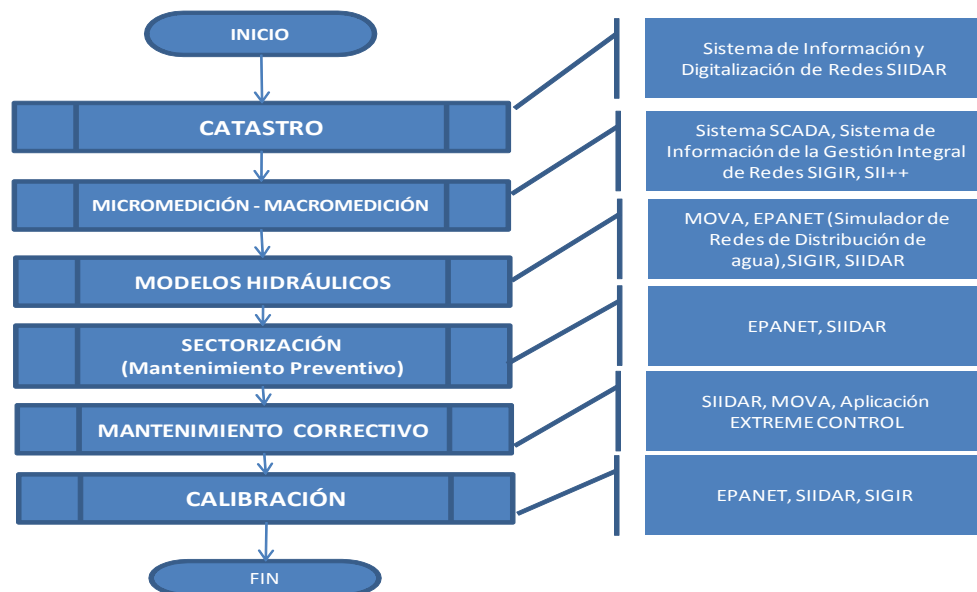 INICIO
Sistema de Información y
Digitalización de Redes SIIDAR
CATASTRO
Sistema SCADA, Sistema de
Información de la Gestión Integral
de Redes SIGIR, SII++
MICROMEDICIÓN - MACROMEDICIÓN
MOVA, EPANET (Simulador de
Redes de Distribución de
agua),SIGIR, SIIDAR
MODELOS HIDRÁULICOS
EPANET, SIIDAR
SECTORIZACIÓN
(Mantenimiento Preventivo)
SIIDAR, MOVA, Aplicación
EXTREME CONTROL
MANTENIMIENTO CORRECTIVO
EPANET, SIIDAR, SIGIR
CALIBRACIÓN
FIN